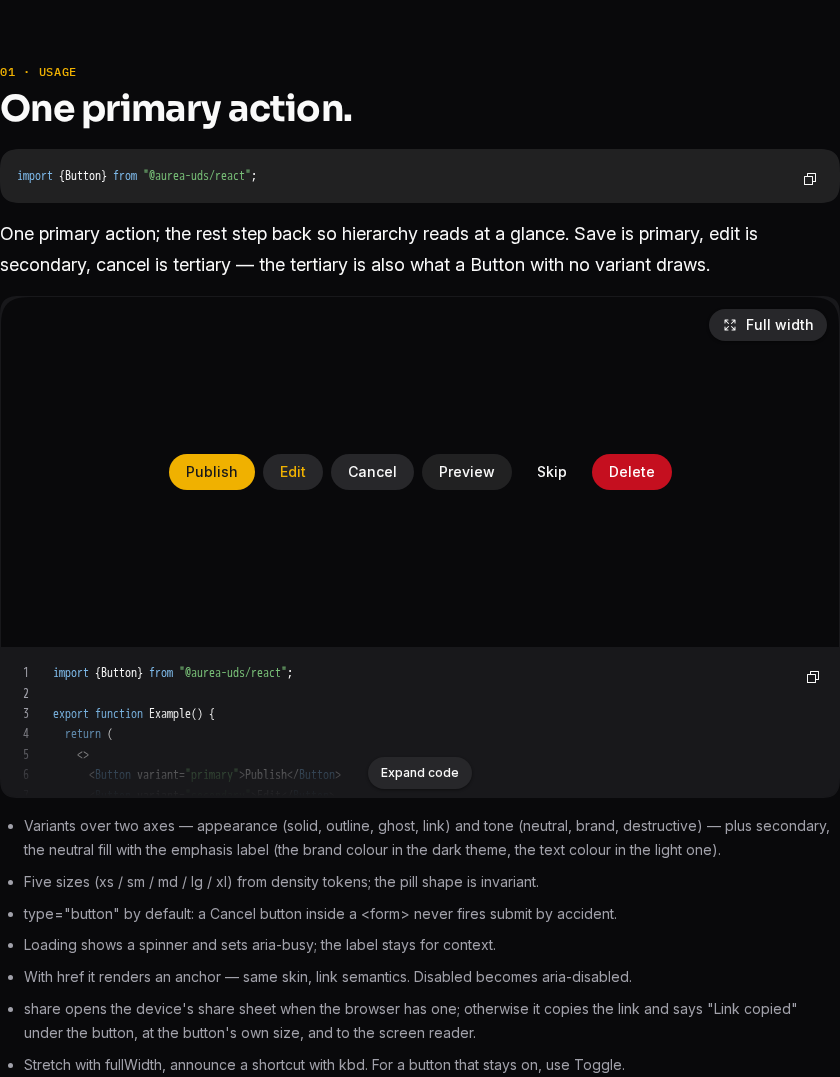 01 · USAGE
One primary action.
import {Button} from "@aurea-uds/react";
One primary action; the rest step back so hierarchy reads at a glance. Save is primary, edit is
secondary, cancel is tertiary — the tertiary is also what a Button with no variant draws.
Full width
Publish Edit Cancel Preview Skip Delete
1 import {Button} from "@aurea-uds/react";
2
3 export function Example() {
4 return (
5 <>
6 <Button variant="primary">Publish</Button>
Expand code
• Variants over two axes — appearance (solid, outline, ghost, link) and tone (neutral, brand, destructive) — plus secondary,
the neutral fill with the emphasis label (the brand colour in the dark theme, the text colour in the light one).
• Five sizes (xs / sm / md / lg / xl) from density tokens; the pill shape is invariant.
• type="button" by default: a Cancel button inside a <form> never fires submit by accident.
• Loading shows a spinner and sets aria-busy; the label stays for context.
• With href it renders an anchor — same skin, link semantics. Disabled becomes aria-disabled.
• share opens the device's share sheet when the browser has one; otherwise it copies the link and says "Link copied"
under the button, at the button's own size, and to the screen reader.
• Stretch with fullWidth, announce a shortcut with kbd. For a button that stays on, use Toggle.